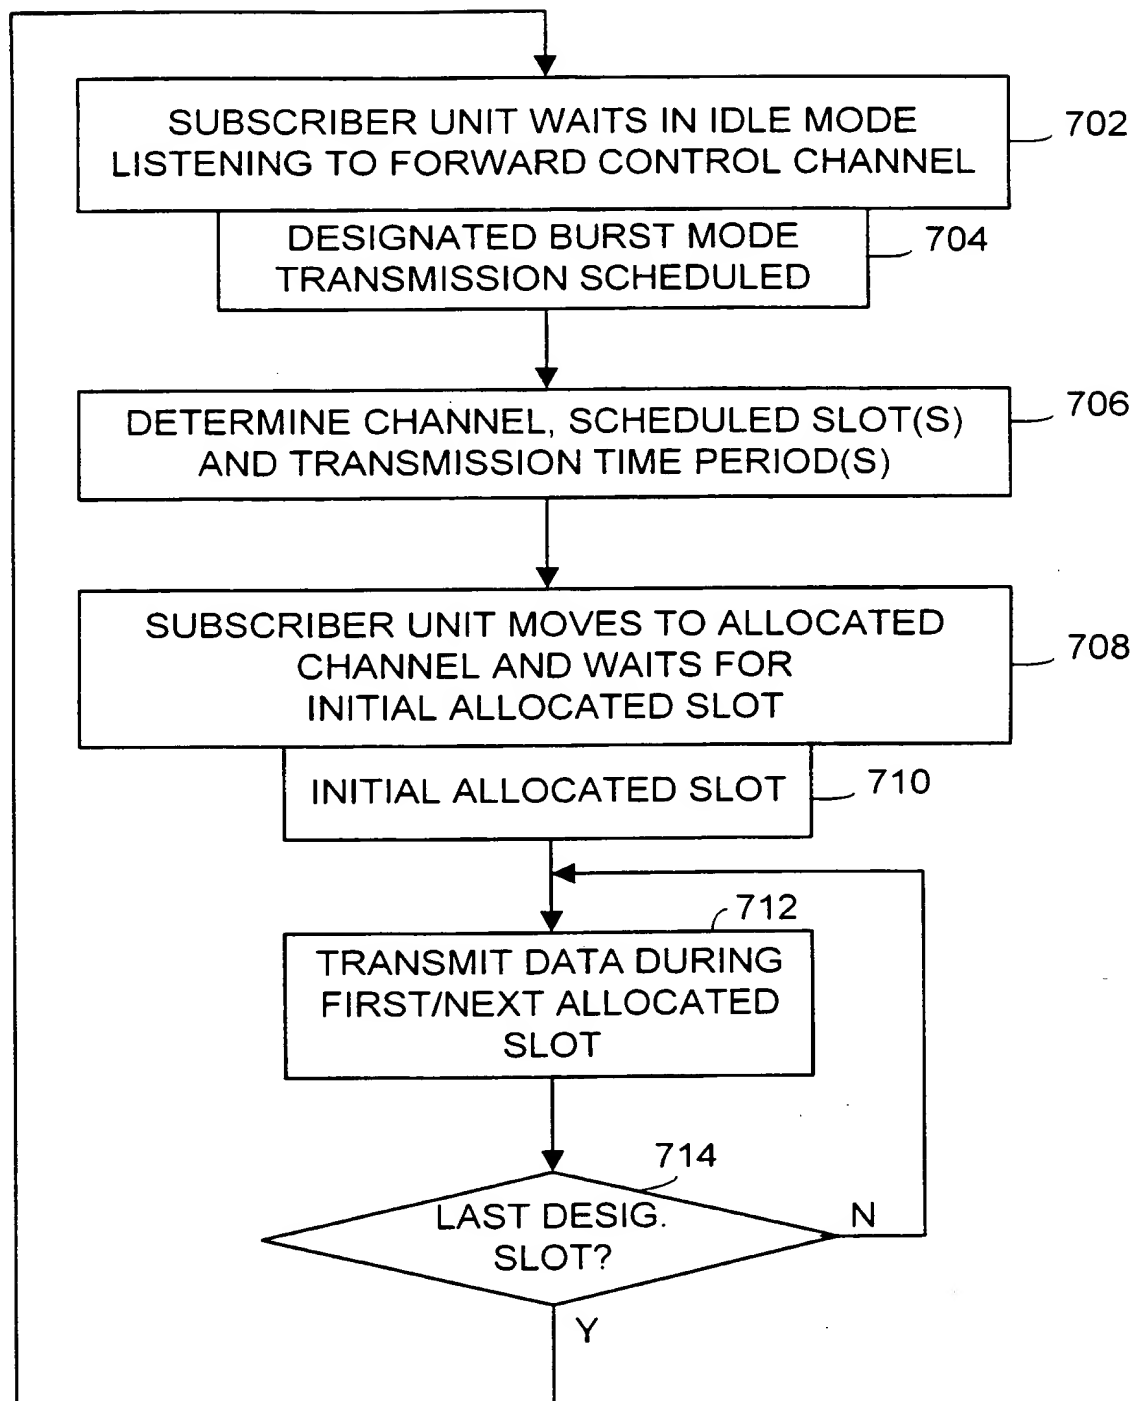 SUBSCRIBER UNIT WAITS IN IDLE MODE
LISTENING TO FORWARD CONTROL CHANNEL
702
DESIGNATED BURST MODE
TRANSMISSION SCHEDULED
704
DETERMINE CHANNEL, SCHEDULED SLOT(S)
AND TRANSMISSION TIME PERIOD(S)
706
SUBSCRIBER UNIT MOVES TO ALLOCATED
CHANNEL AND WAITS FOR
INITIAL ALLOCATED SLOT
708
INITIAL ALLOCATED SLOT
710
712
TRANSMIT DATA DURING
FIRST/NEXT ALLOCATED
SLOT
714
LAST DESIG.
SLOT?
N
Y